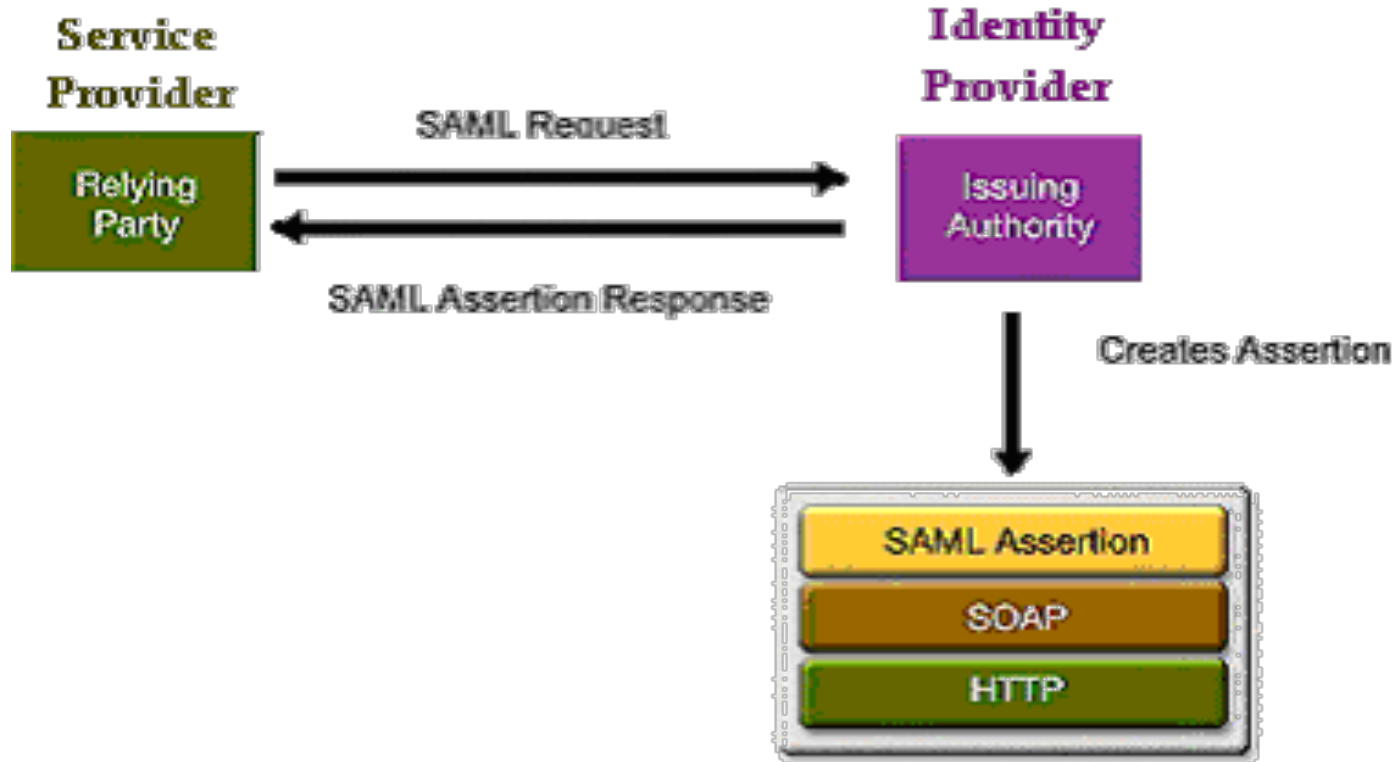 Service
Provider
Identity
Provider
SAML Request
Relying
Party
Issuing
Authority
SAML Assertion Response
Creates Assertion
SAML Assertion
SOAP
HTTP